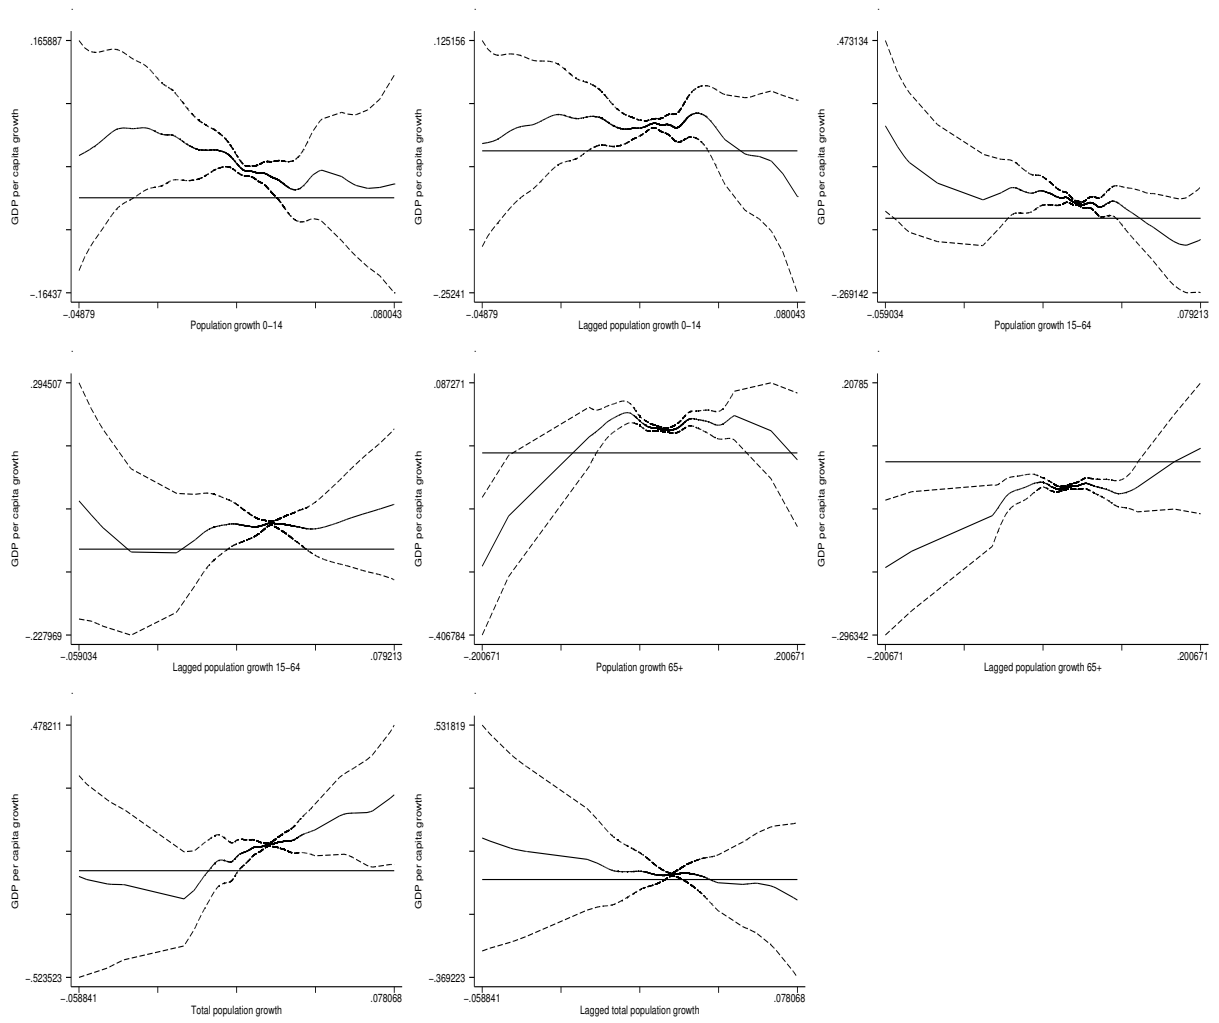 .165887
GDP per capita growth
−.16437
−.04879
.080043
Population growth 0−14
.125156
GDP per capita growth
−.25241
−.04879
.080043
Lagged population growth 0−14
.473134
GDP per capita growth
−.269142
−.059034
.079213
Population growth 15−64
.294507
GDP per capita growth
−.227969
−.059034
.079213
Lagged population growth 15−64
.087271
GDP per capita growth
−.406784
−.200671
.200671
Population growth 65+
.20785
GDP per capita growth
−.296342
−.200671
.200671
Lagged population growth 65+
.478211
GDP per capita growth
−.523523
−.058841
.078068
Total population growth
.531819
GDP per capita growth
−.369223
−.058841
.078068
Lagged total population growth